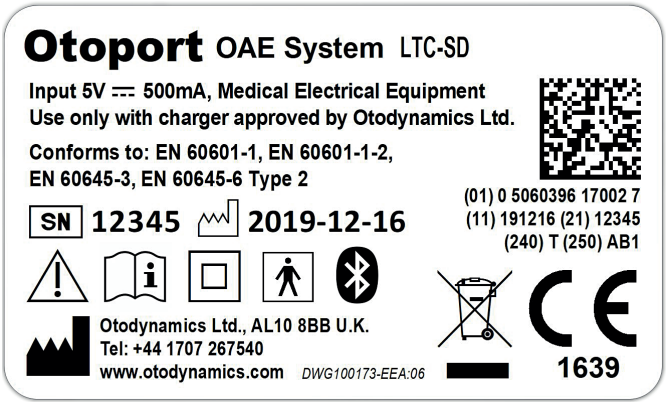 Otoport OAE System LTC-SD
Input 5V ⎓ 500mA, Medical Electrical Equipment
Use only with charger approved by Otodynamics Ltd.
Conforms to: EN 60601-1, EN 60601-1-2,
EN 60645-3, EN 60645-6 Type 2
(01) 0 5060396 17002 7
(11) 191216 (21) 12345
(240) T (250) AB1
SN 12345 2019-12-16
Otodynamics Ltd., AL10 8BB U.K.
Tel: +44 1707 267540
www.otodynamics.com DWG100173-EEA:06
CE
1639